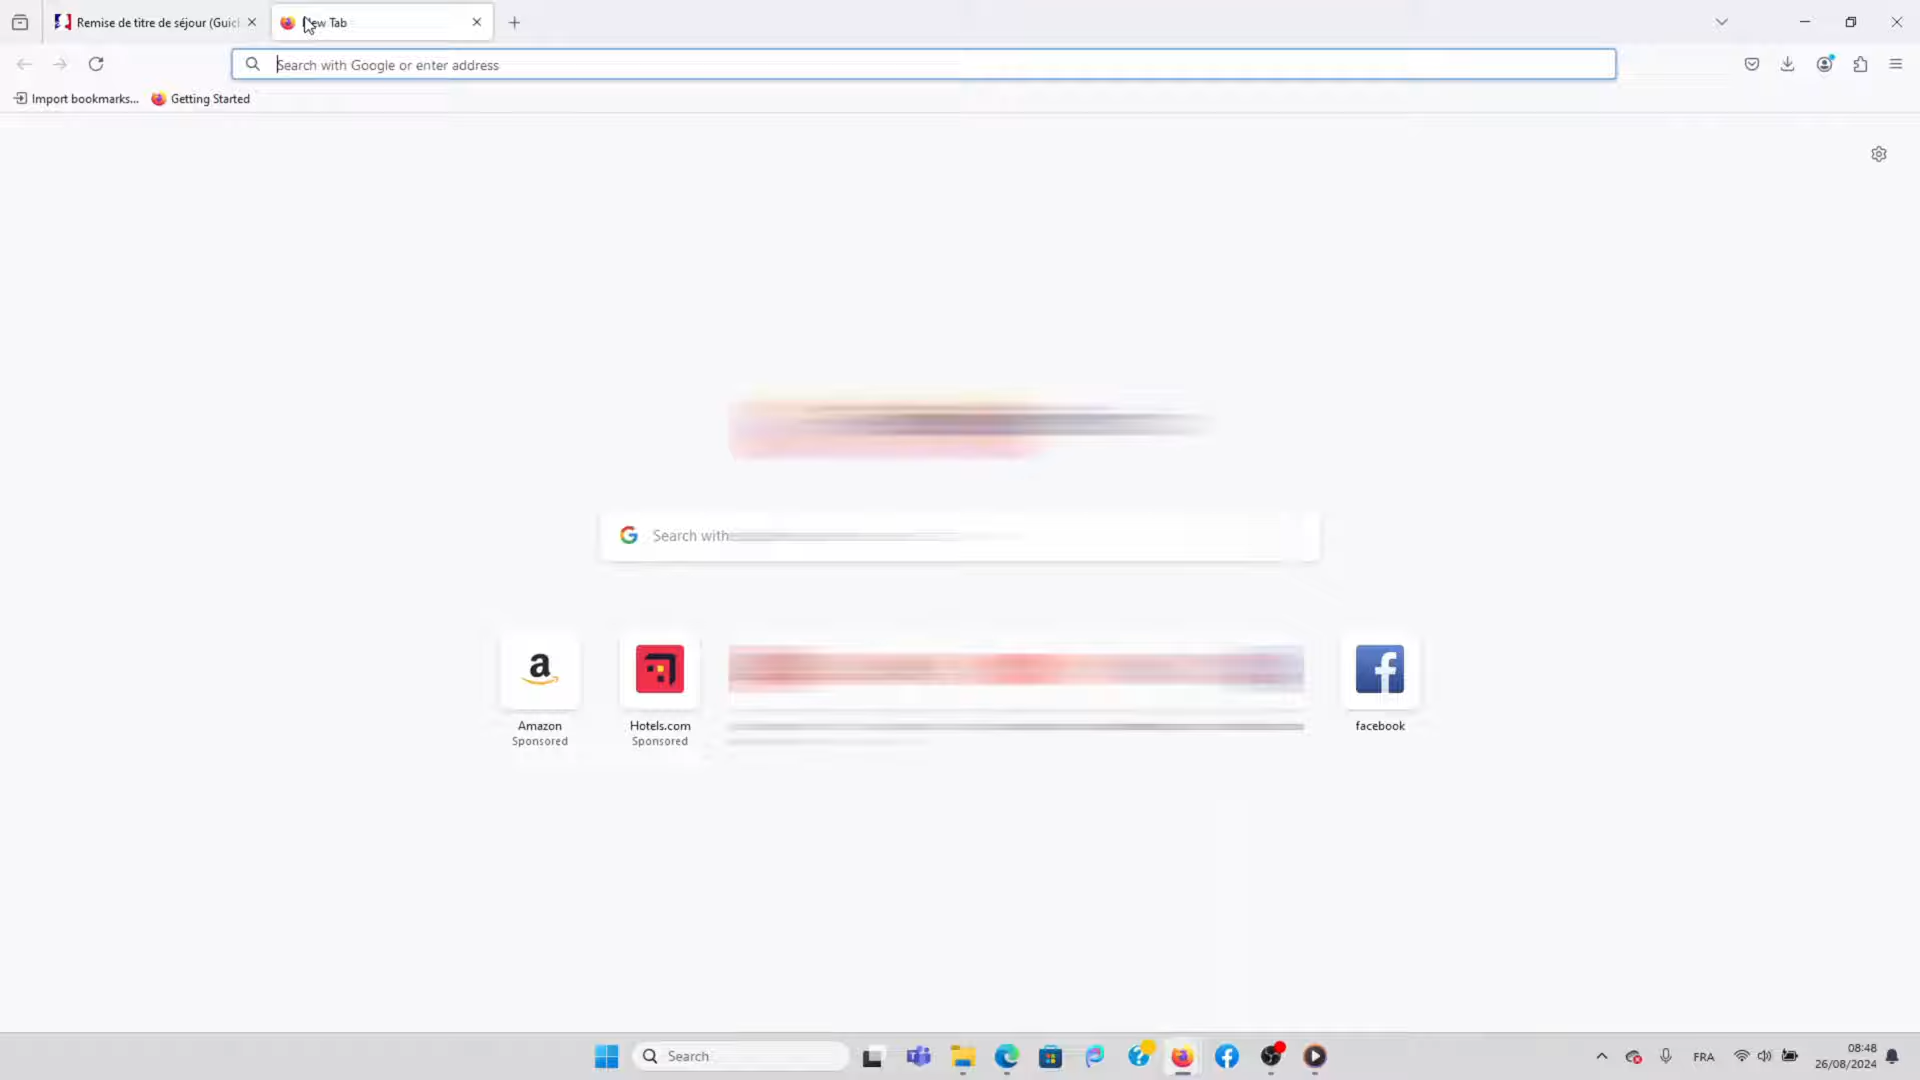 Remise de titre de séjour (Guic
New Tab
Search with Google or enter address
Import bookmarks...
Getting Started
Search with
Amazon
Sponsored
Hotels.com
Sponsored
facebook
Search
FRA
08:48
26/08/2024